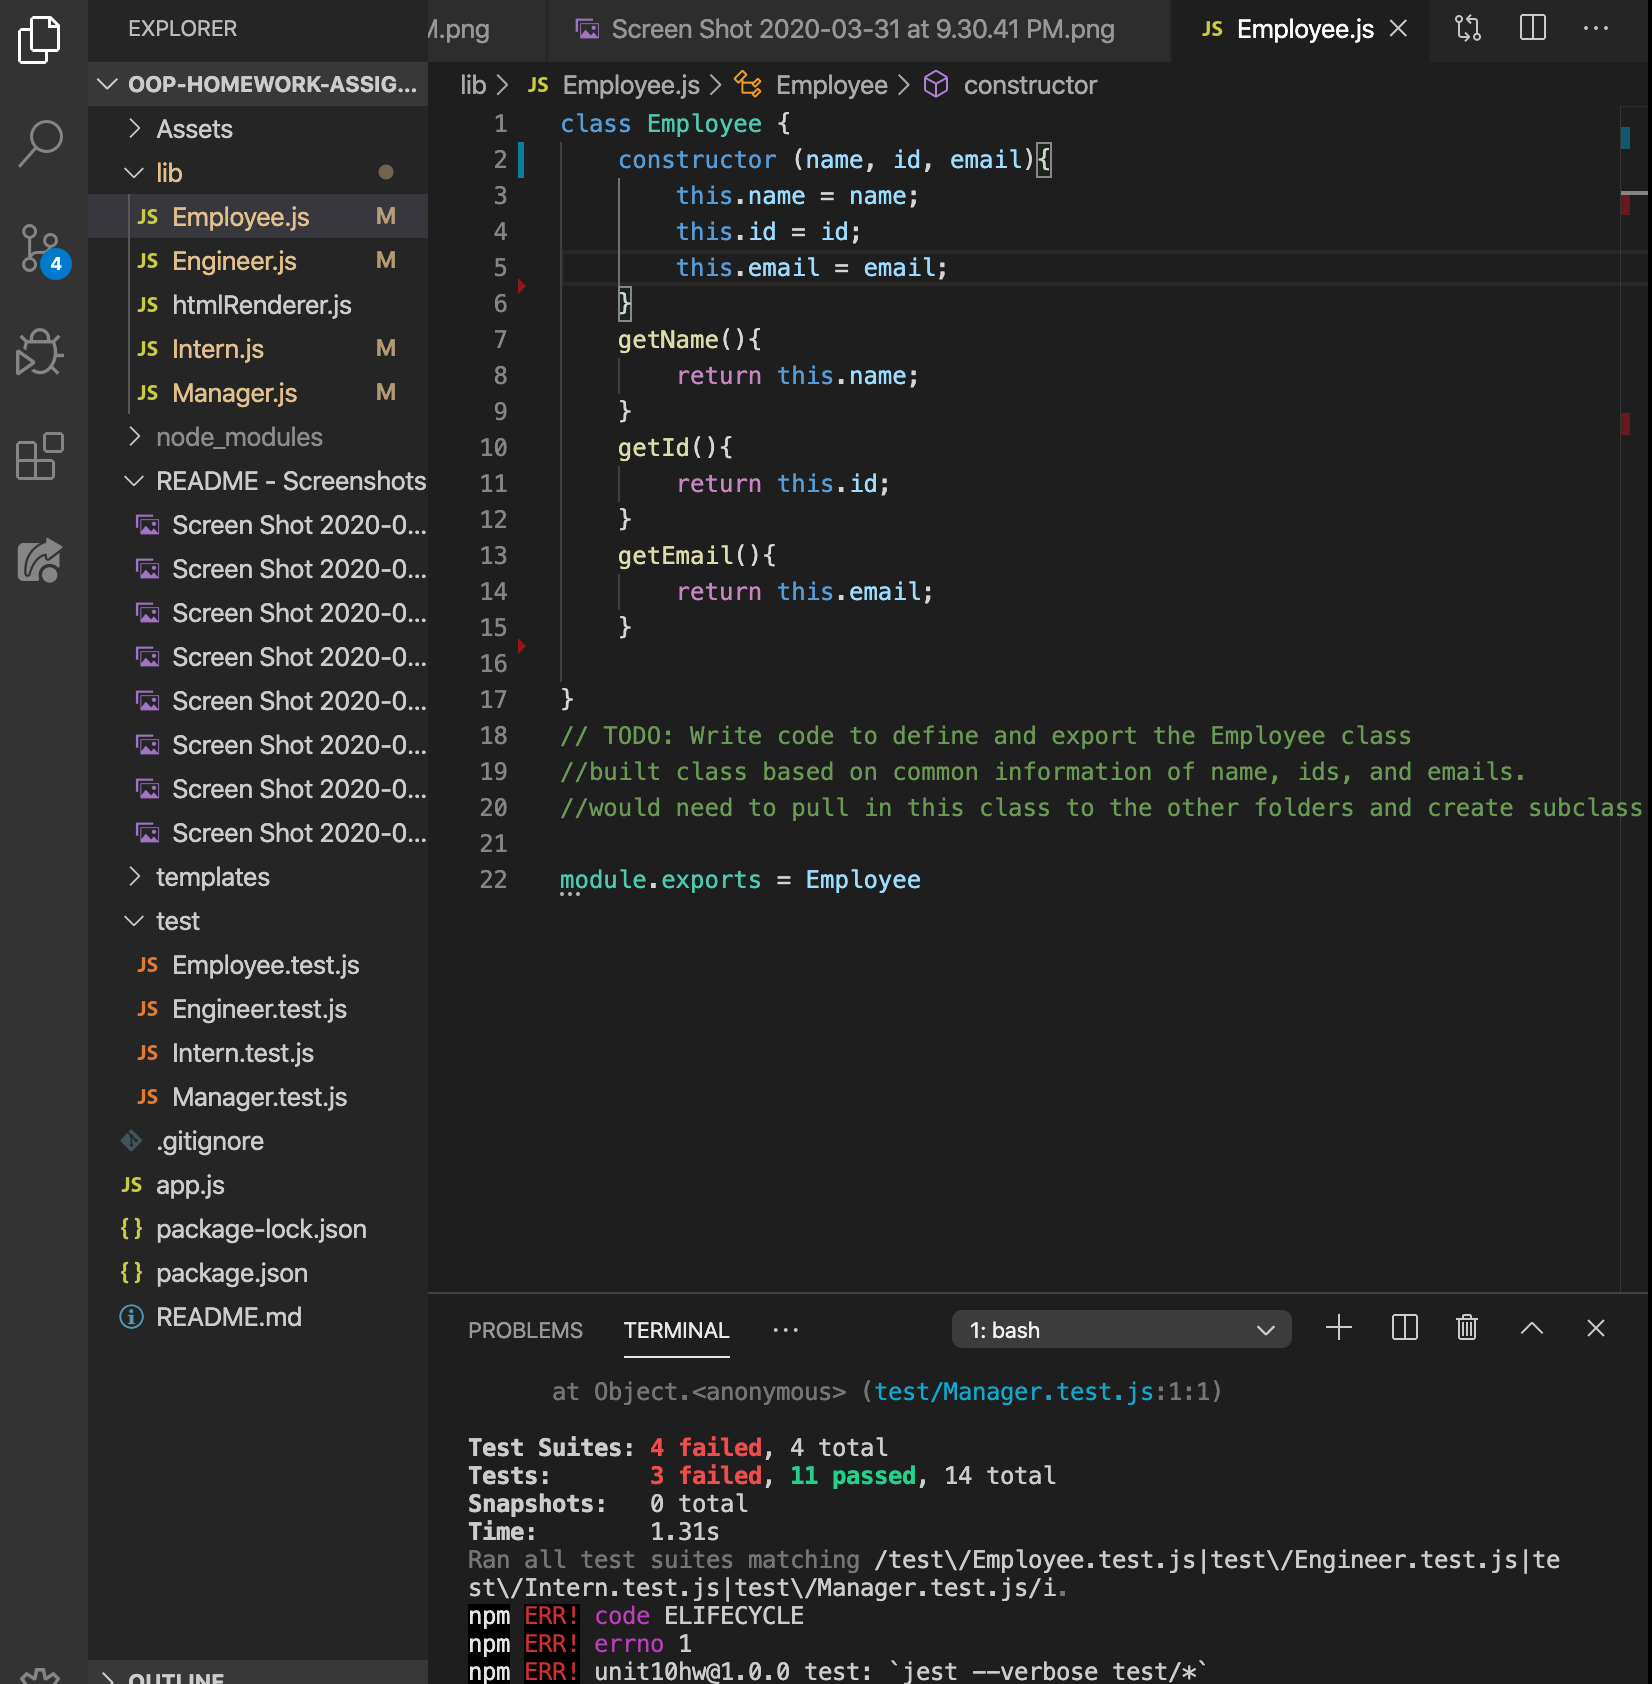 EXPLORER
M.png
Screen Shot 2020-03-31 at 9.30.41 PM.png
JS Employee.js
OOP-HOMEWORK-ASSIG...
lib
JS Employee.js
Employee
constructor
Assets
lib
JS Employee.js M
JS Engineer.js M
JS htmlRenderer.js
JS Intern.js M
JS Manager.js M
node_modules
README - Screenshots
Screen Shot 2020-0...
Screen Shot 2020-0...
Screen Shot 2020-0...
Screen Shot 2020-0...
Screen Shot 2020-0...
Screen Shot 2020-0...
Screen Shot 2020-0...
Screen Shot 2020-0...
templates
test
JS Employee.test.js
JS Engineer.test.js
JS Intern.test.js
JS Manager.test.js
.gitignore
JS app.js
{} package-lock.json
{} package.json
README.md
OUTLINE
4
1 class Employee {
2 constructor (name, id, email){
3 this.name = name;
4 this.id = id;
5 this.email = email;
6 }
7 getName(){
8 return this.name;
9 }
10 getId(){
11 return this.id;
12 }
13 getEmail(){
14 return this.email;
15 }
16
17 }
18 // TODO: Write code to define and export the Employee class
19 //built class based on common information of name, ids, and emails.
20 //would need to pull in this class to the other folders and create subclass
21
22 module.exports = Employee
PROBLEMS TERMINAL ... 1: bash
at Object.<anonymous> (test/Manager.test.js:1:1)
Test Suites: 4 failed, 4 total
Tests: 3 failed, 11 passed, 14 total
Snapshots: 0 total
Time: 1.31s
Ran all test suites matching /test\/Employee.test.js|test\/Engineer.test.js|te
st\/Intern.test.js|test\/Manager.test.js/i.
npm ERR! code ELIFECYCLE
npm ERR! errno 1
npm ERR! unit10hw@1.0.0 test: `jest --verbose test/*`